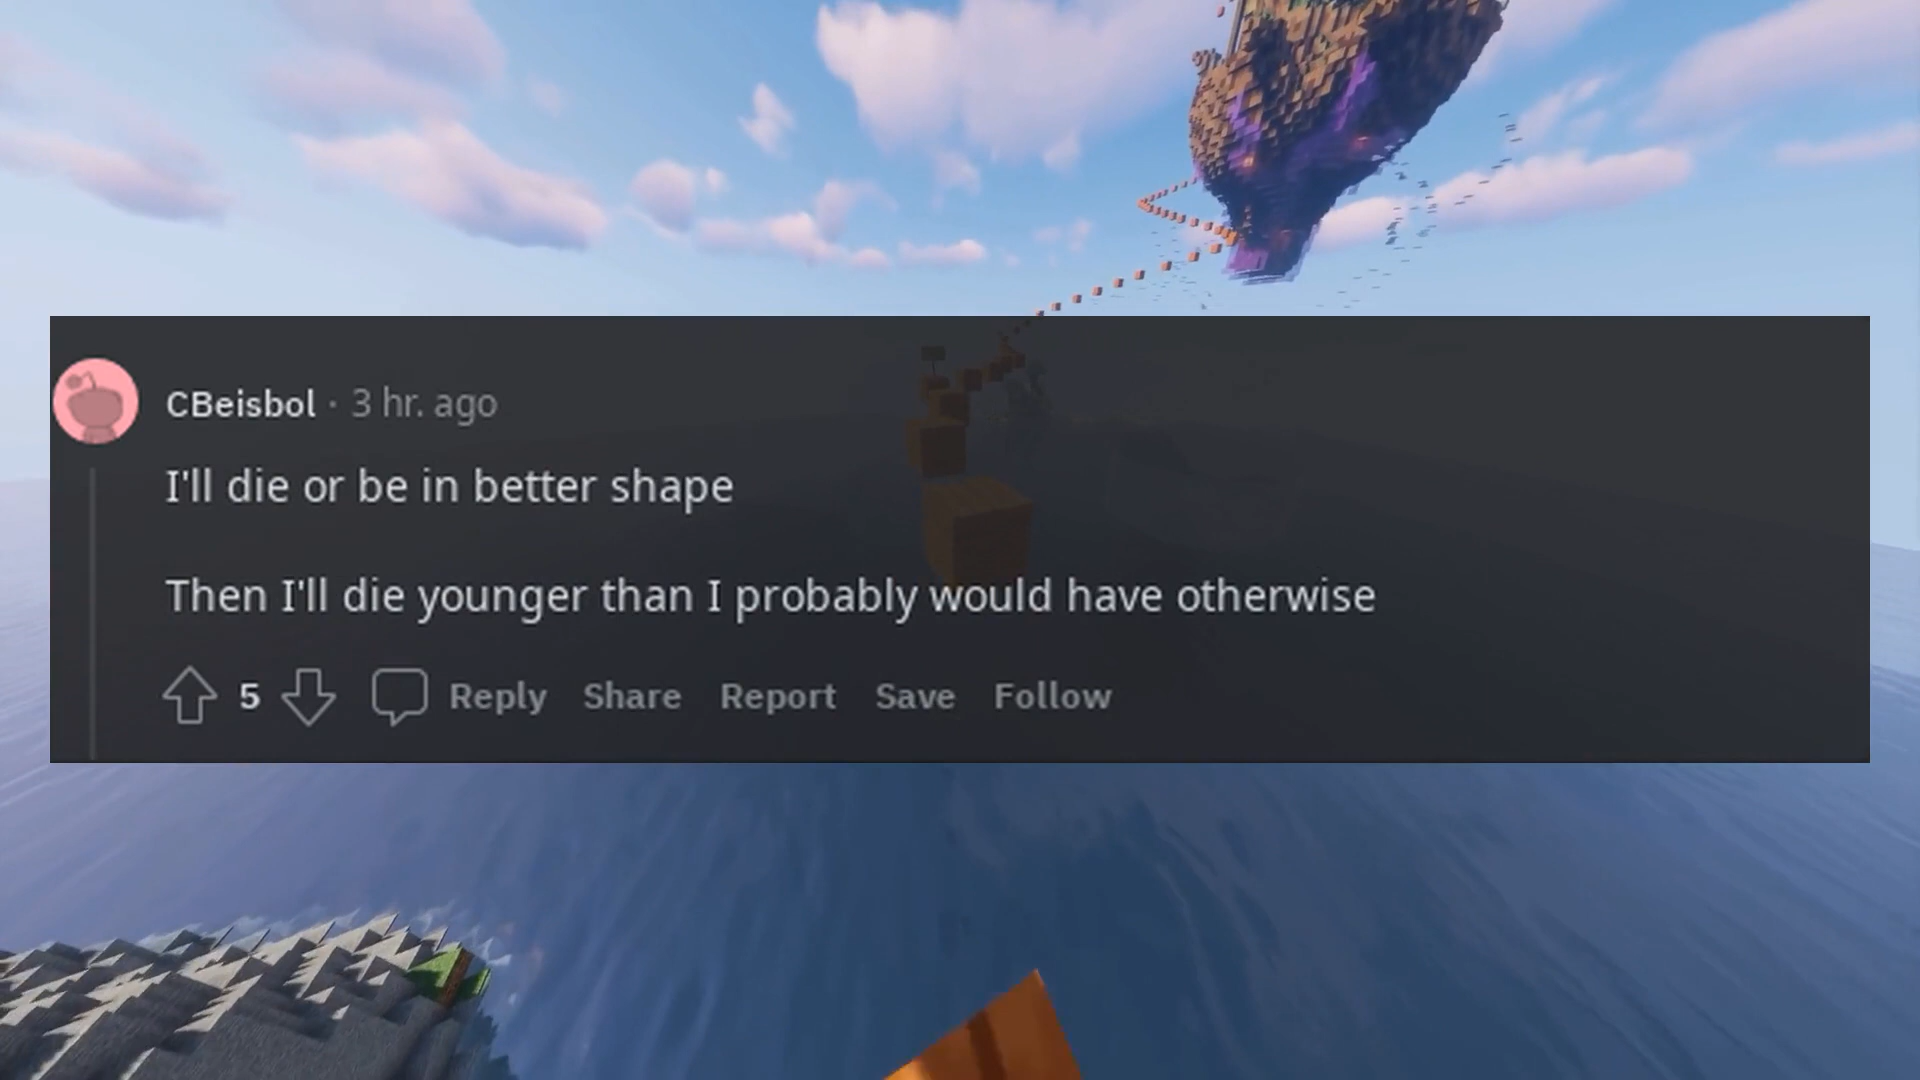 CBeisbol · 3 hr. ago
I'll die or be in better shape
Then I'll die younger than I probably would have otherwise
5 Reply Share Report Save Follow